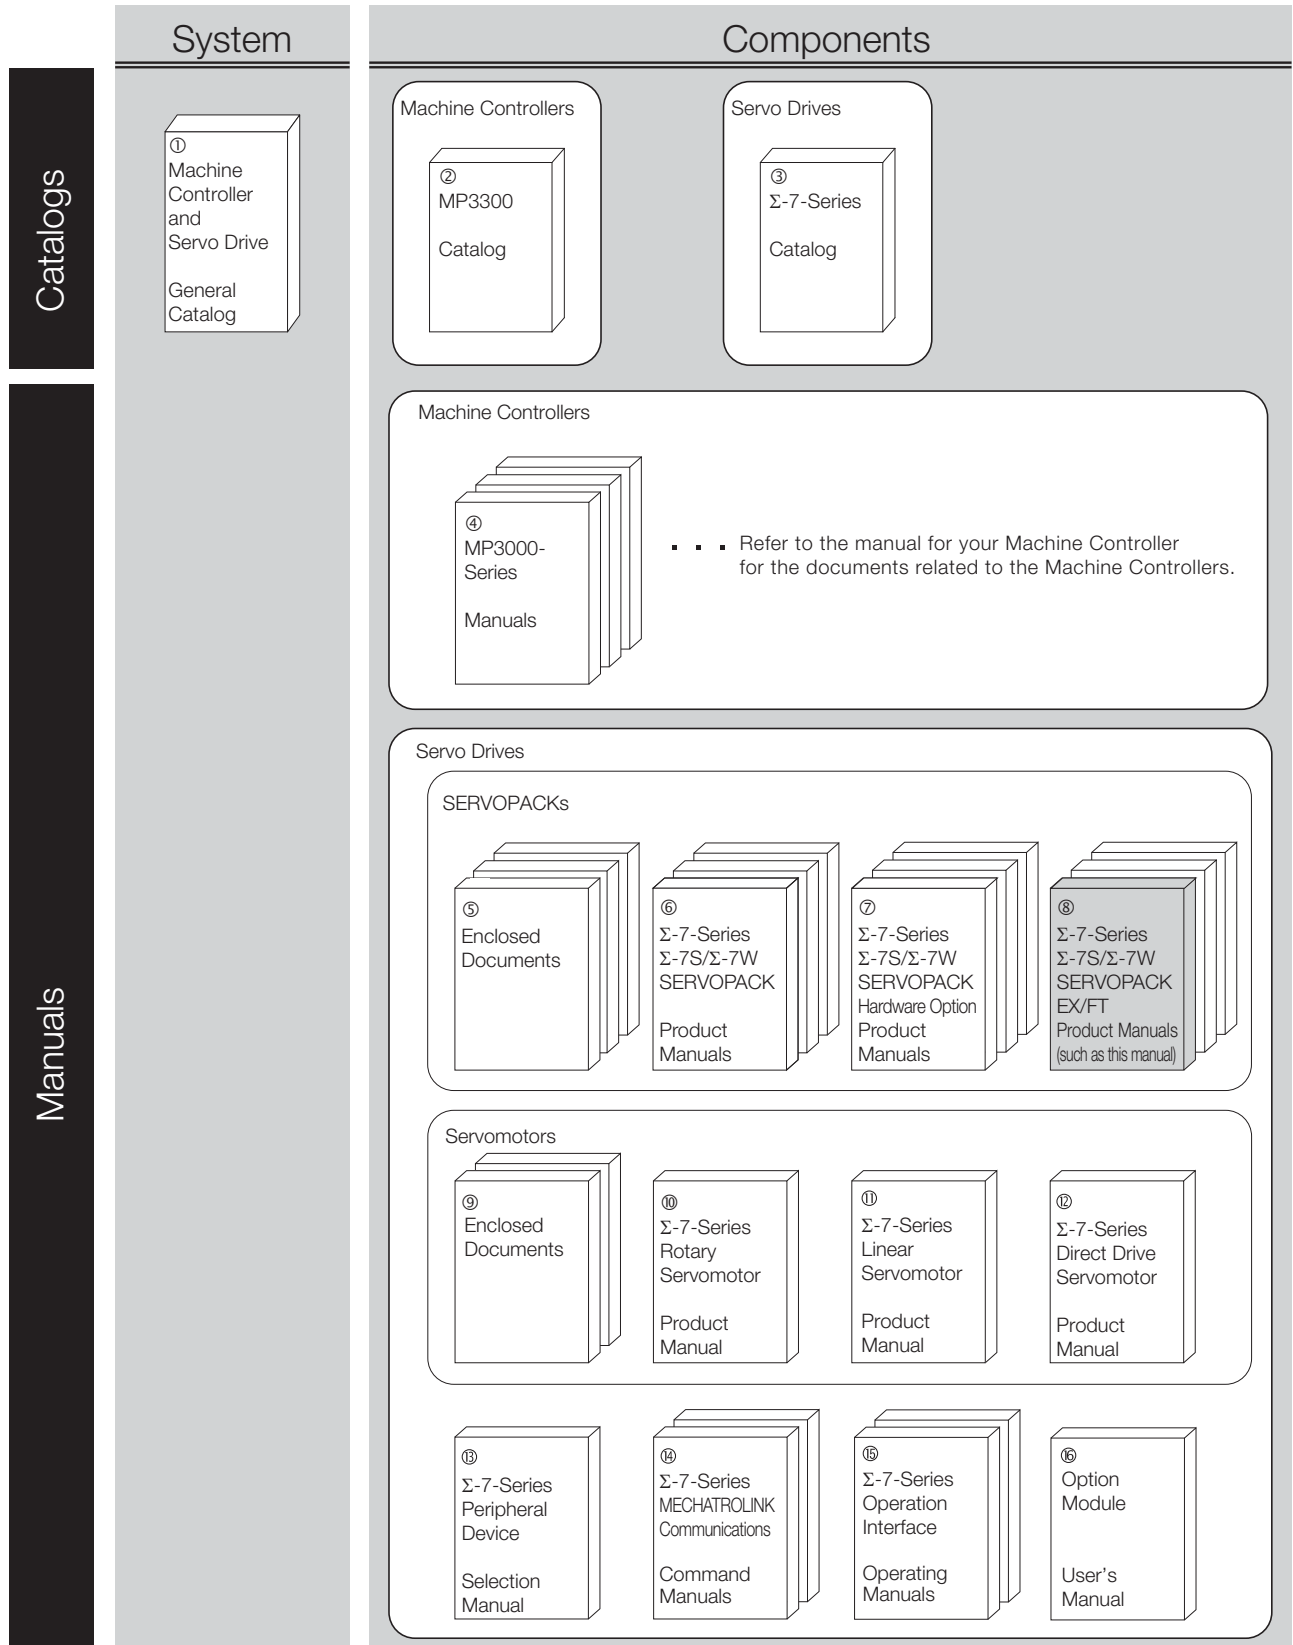 System
Components
Catalogs
①
Machine
Controller
and
Servo Drive
General
Catalog
Machine Controllers
②
MP3300
Catalog
Servo Drives
③
Σ-7-Series
Catalog
Manuals
Machine Controllers
④
MP3000-
Series
Manuals
Refer to the manual for your Machine Controller
for the documents related to the Machine Controllers.
Servo Drives
SERVOPACKs
⑤
Enclosed
Documents
⑥
Σ-7-Series
Σ-7S/Σ-7W
SERVOPACK
Product
Manuals
⑦
Σ-7-Series
Σ-7S/Σ-7W
SERVOPACK
Hardware Option
Product
Manuals
⑧
Σ-7-Series
Σ-7S/Σ-7W
SERVOPACK
EX/FT
Product Manuals
(such as this manual)
Servomotors
⑨
Enclosed
Documents
⑩
Σ-7-Series
Rotary
Servomotor
Product
Manual
⑪
Σ-7-Series
Linear
Servomotor
Product
Manual
⑫
Σ-7-Series
Direct Drive
Servomotor
Product
Manual
⑬
Σ-7-Series
Peripheral
Device
Selection
Manual
⑭
Σ-7-Series
MECHATROLINK
Communications
Command
Manuals
⑮
Σ-7-Series
Operation
Interface
Operating
Manuals
⑯
Option
Module
User's
Manual